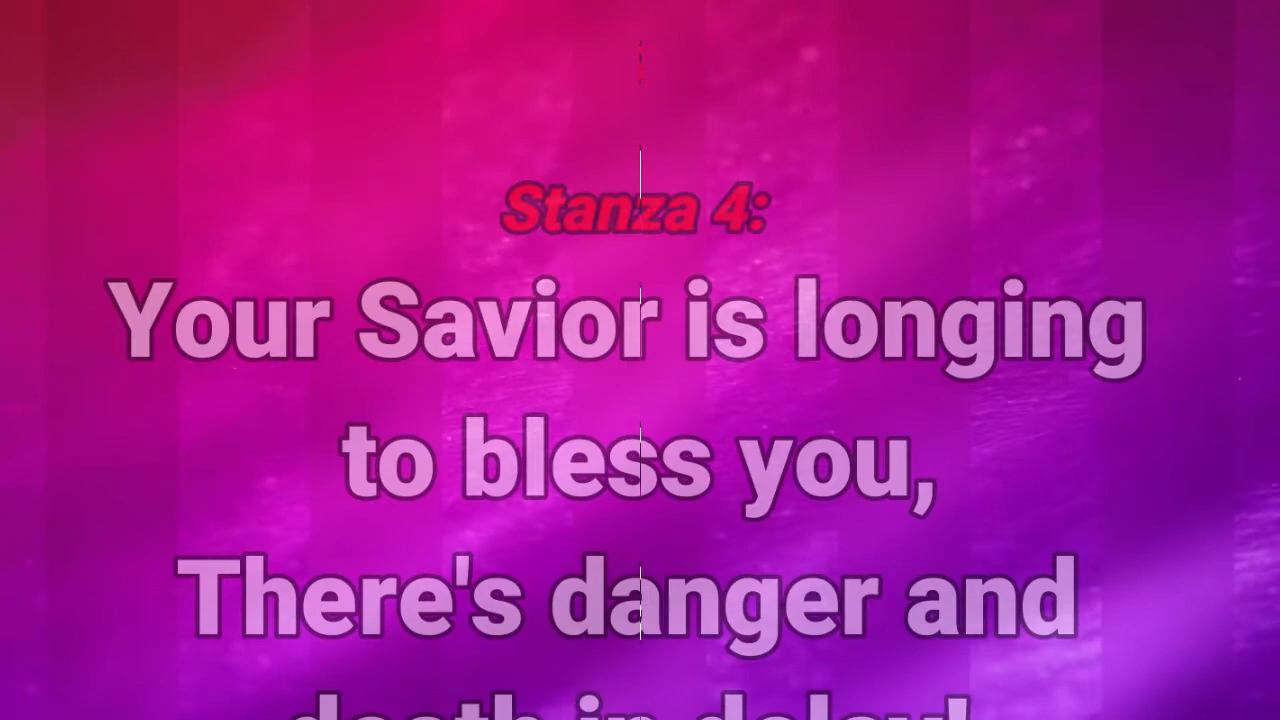 Stanza 4:
Your Savior is longing
to bless you,
There's danger and
death in delay!